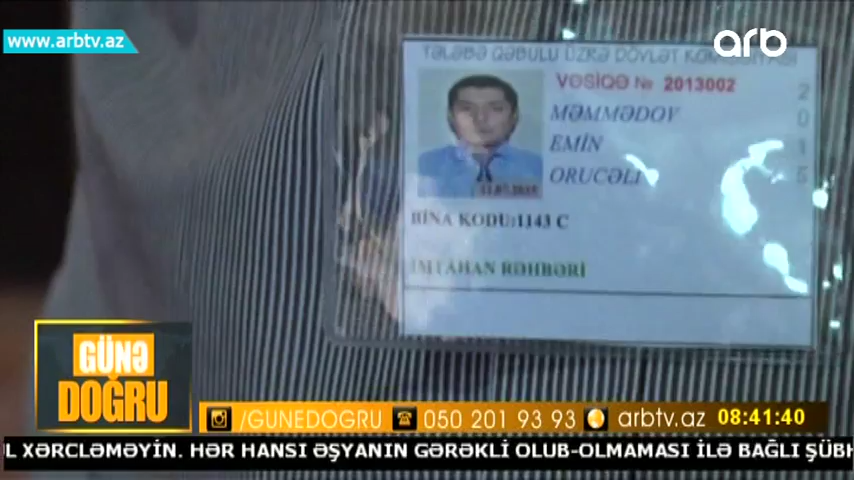 www.arbtv.az
arb
TƏLƏBƏ QƏBULU ÜZRƏ DÖVLƏT KOMİSSİYASI
VƏSİQƏ № 2013002
MƏMMƏDOV
EMİN
ORUCƏLİ
2
0
1
5
BİNA KODU:1143 C
İMTAHAN RƏHBƏRİ
GÜNƏ
DOĞRU
/GUNEDOGRU 050 201 93 93 arbtv.az 08:41:40
XƏRCLƏMƏYİN. HƏR HANSI ƏŞYANIN GƏRƏKLİ OLUB-OLMAMASI İLƏ BAĞLI